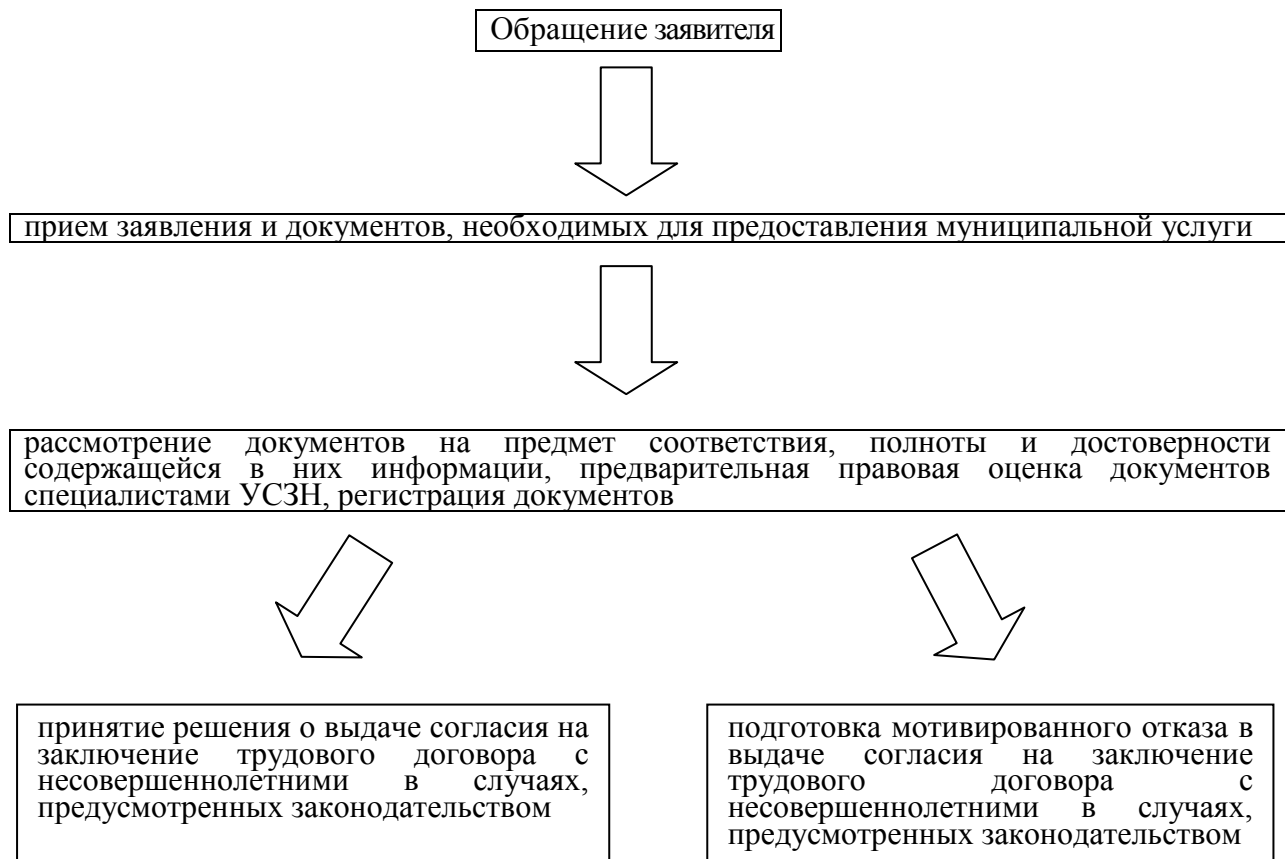 Обращение заявителя
прием заявления и документов, необходимых для предоставления муниципальной услуги
рассмотрение документов на предмет соответствия, полноты и достоверности
содержащейся в них информации, предварительная правовая оценка документов
специалистами УСЗН, регистрация документов
принятие решения о выдаче согласия на
заключение трудового договора с
несовершеннолетними в случаях,
предусмотренных законодательством
подготовка мотивированного отказа в
выдаче согласия на заключение
трудового договора с
несовершеннолетними в случаях,
предусмотренных законодательством